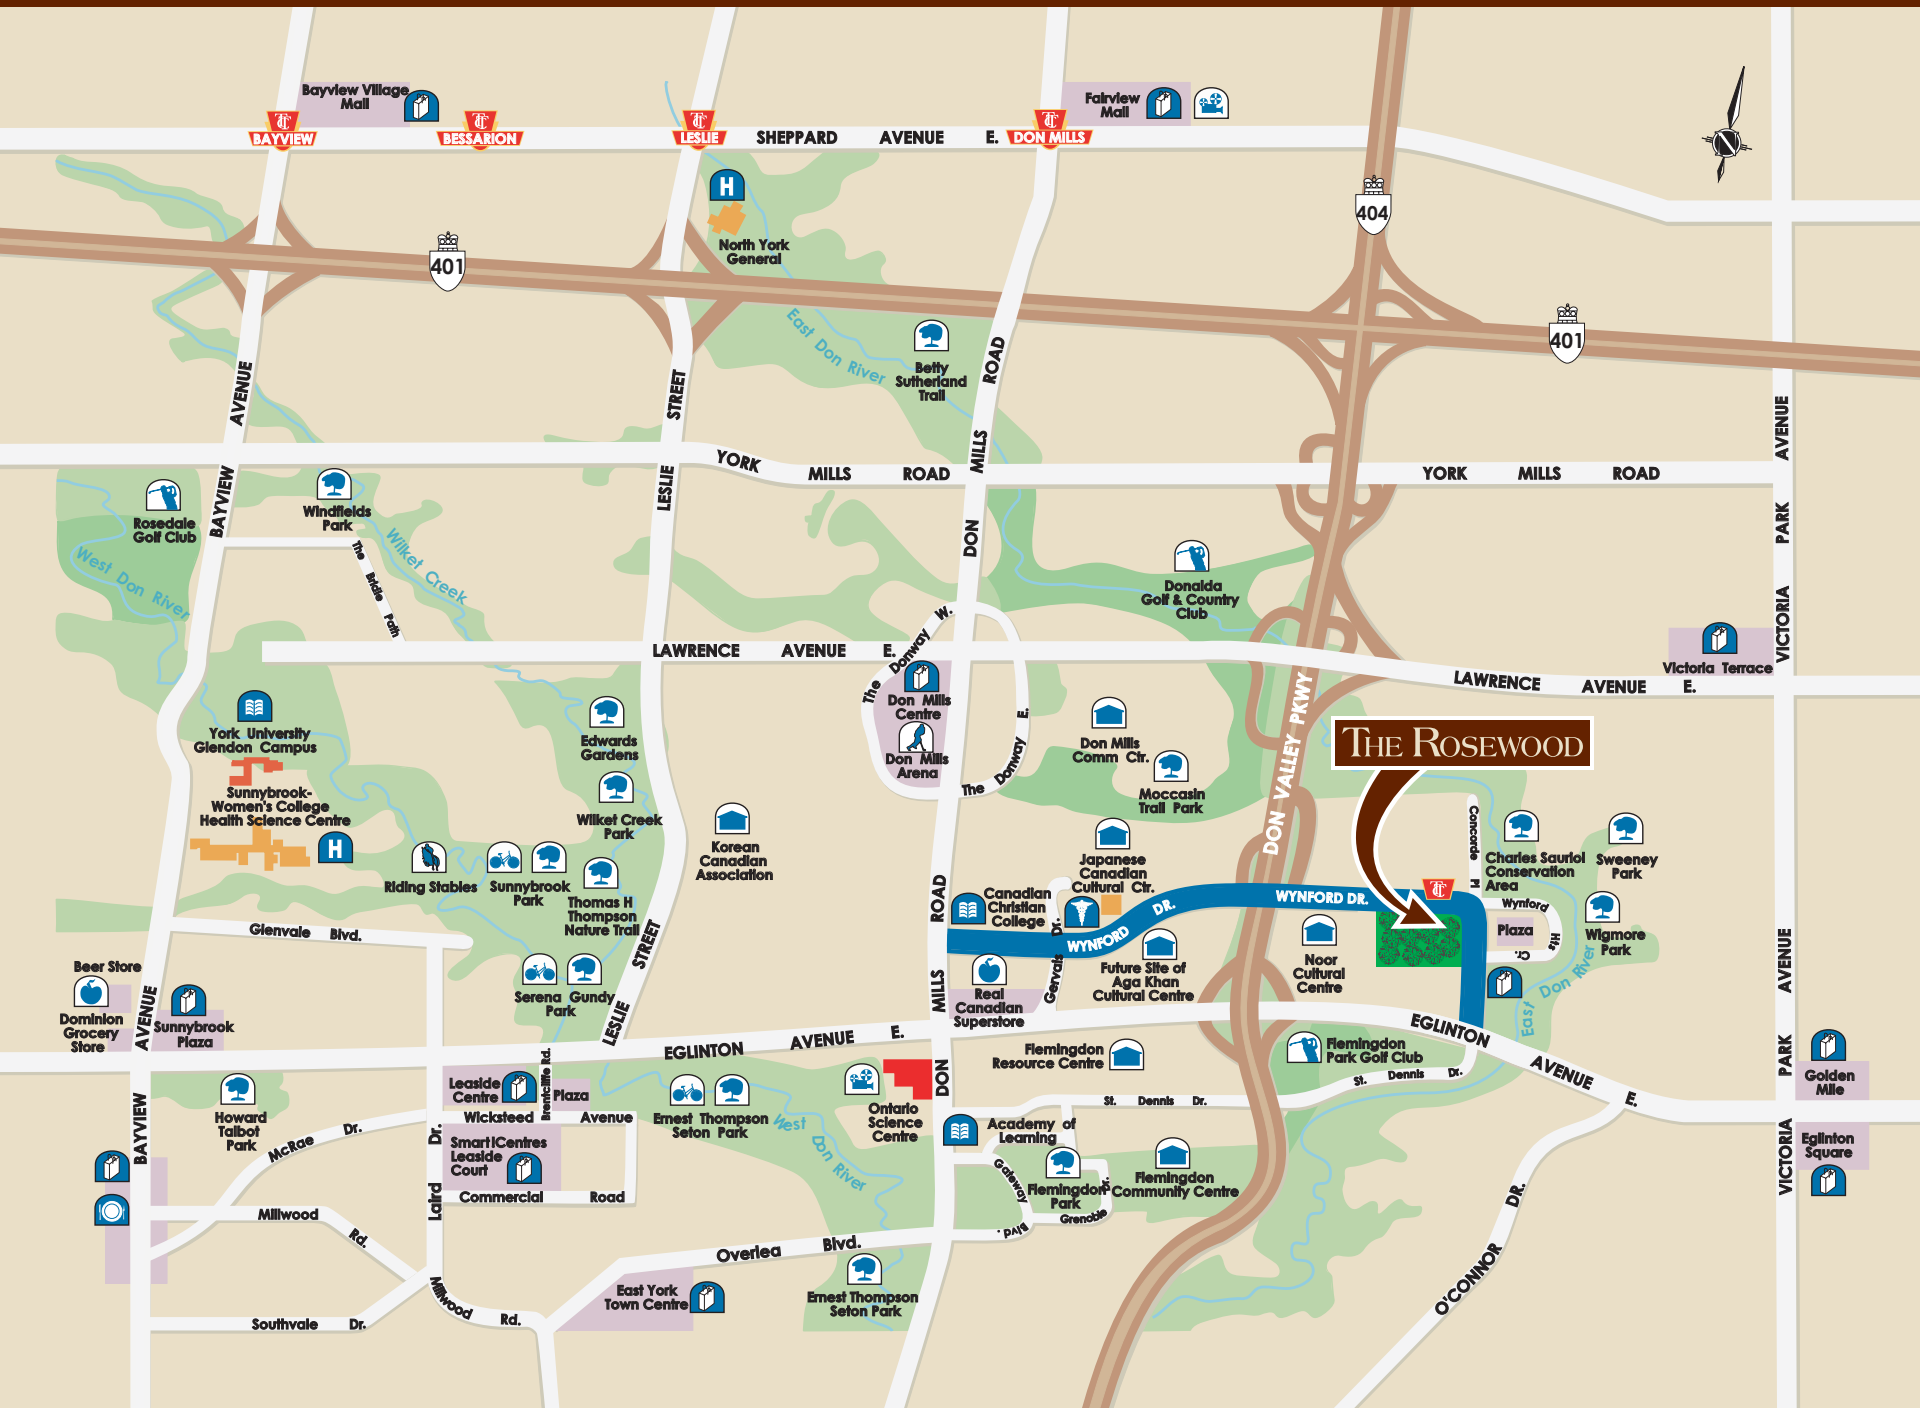 Bayview Village
Mall
Fairview
Mall
BAYVIEW
BESSARION
LESLIE
SHEPPARD AVENUE E.
DON MILLS
N
H
404
North York
General
401
401
East Don River
Betty
Sutherland
Trail
BAYVIEW AVENUE
LESLIE STREET
DON MILLS ROAD
VICTORIA PARK AVENUE
YORK MILLS ROAD
YORK MILLS ROAD
Rosedale
Golf Club
Windfields
Park
West Don River
Wilket Creek
The Bridle Path
Donalda
Golf & Country
Club
LAWRENCE AVENUE E.
The Donway W.
Victoria Terrace
LAWRENCE AVENUE E.
Don Mills
Centre
Don Mills
Arena
The Donway E.
DON VALLEY PKWY
York University
Glendon Campus
Sunnybrook-
Women's College
Health Science Centre
H
Edwards
Gardens
Wilket Creek
Park
Don Mills
Comm Ctr.
Moccasin
Trail Park
THE ROSEWOOD
Korean
Canadian
Association
Japanese
Canadian
Cultural Ctr.
Concorde Pl
Charles Sauriol
Conservation
Area
Sweeney
Park
Riding Stables
Sunnybrook
Park
Thomas H
Thompson
Nature Trail
Canadian
Christian
College
WYNFORD DR.
WYNFORD DR.
Wynford Hts Cr.
Plaza
Wigmore
Park
Glenvale Blvd.
LESLIE STREET
DON MILLS ROAD
Gervais Dr.
Future Site of
Aga Khan
Cultural Centre
Noor
Cultural
Centre
East Don River
Beer Store
Dominion
Grocery
Store
BAYVIEW AVENUE
Sunnybrook
Plaza
Serena Gundy
Park
Real
Canadian
Superstore
VICTORIA PARK AVENUE
EGLINTON AVENUE E.
EGLINTON AVENUE E.
Flemingdon
Resource Centre
Flemingdon
Park Golf Club
St. Dennis Dr.
Golden
Mile
Leaside
Centre
Brentcliffe Rd.
Plaza
Wicksteed Avenue
Howard
Talbot
Park
McRae Dr.
Laird Dr.
Smart!Centres
Leaside
Court
Commercial Road
Ernest Thompson
Seton Park
West Don River
Ontario
Science
Centre
St. Dennis Dr.
Academy of
Learning
Gateway Blvd.
Flemingdon
Park
Grenoble Dr.
Flemingdon
Community Centre
Eglinton
Square
Millwood Rd.
Overlea Blvd.
O'CONNOR DR.
East York
Town Centre
Ernest Thompson
Seton Park
Millwood Rd.
Southvale Dr.